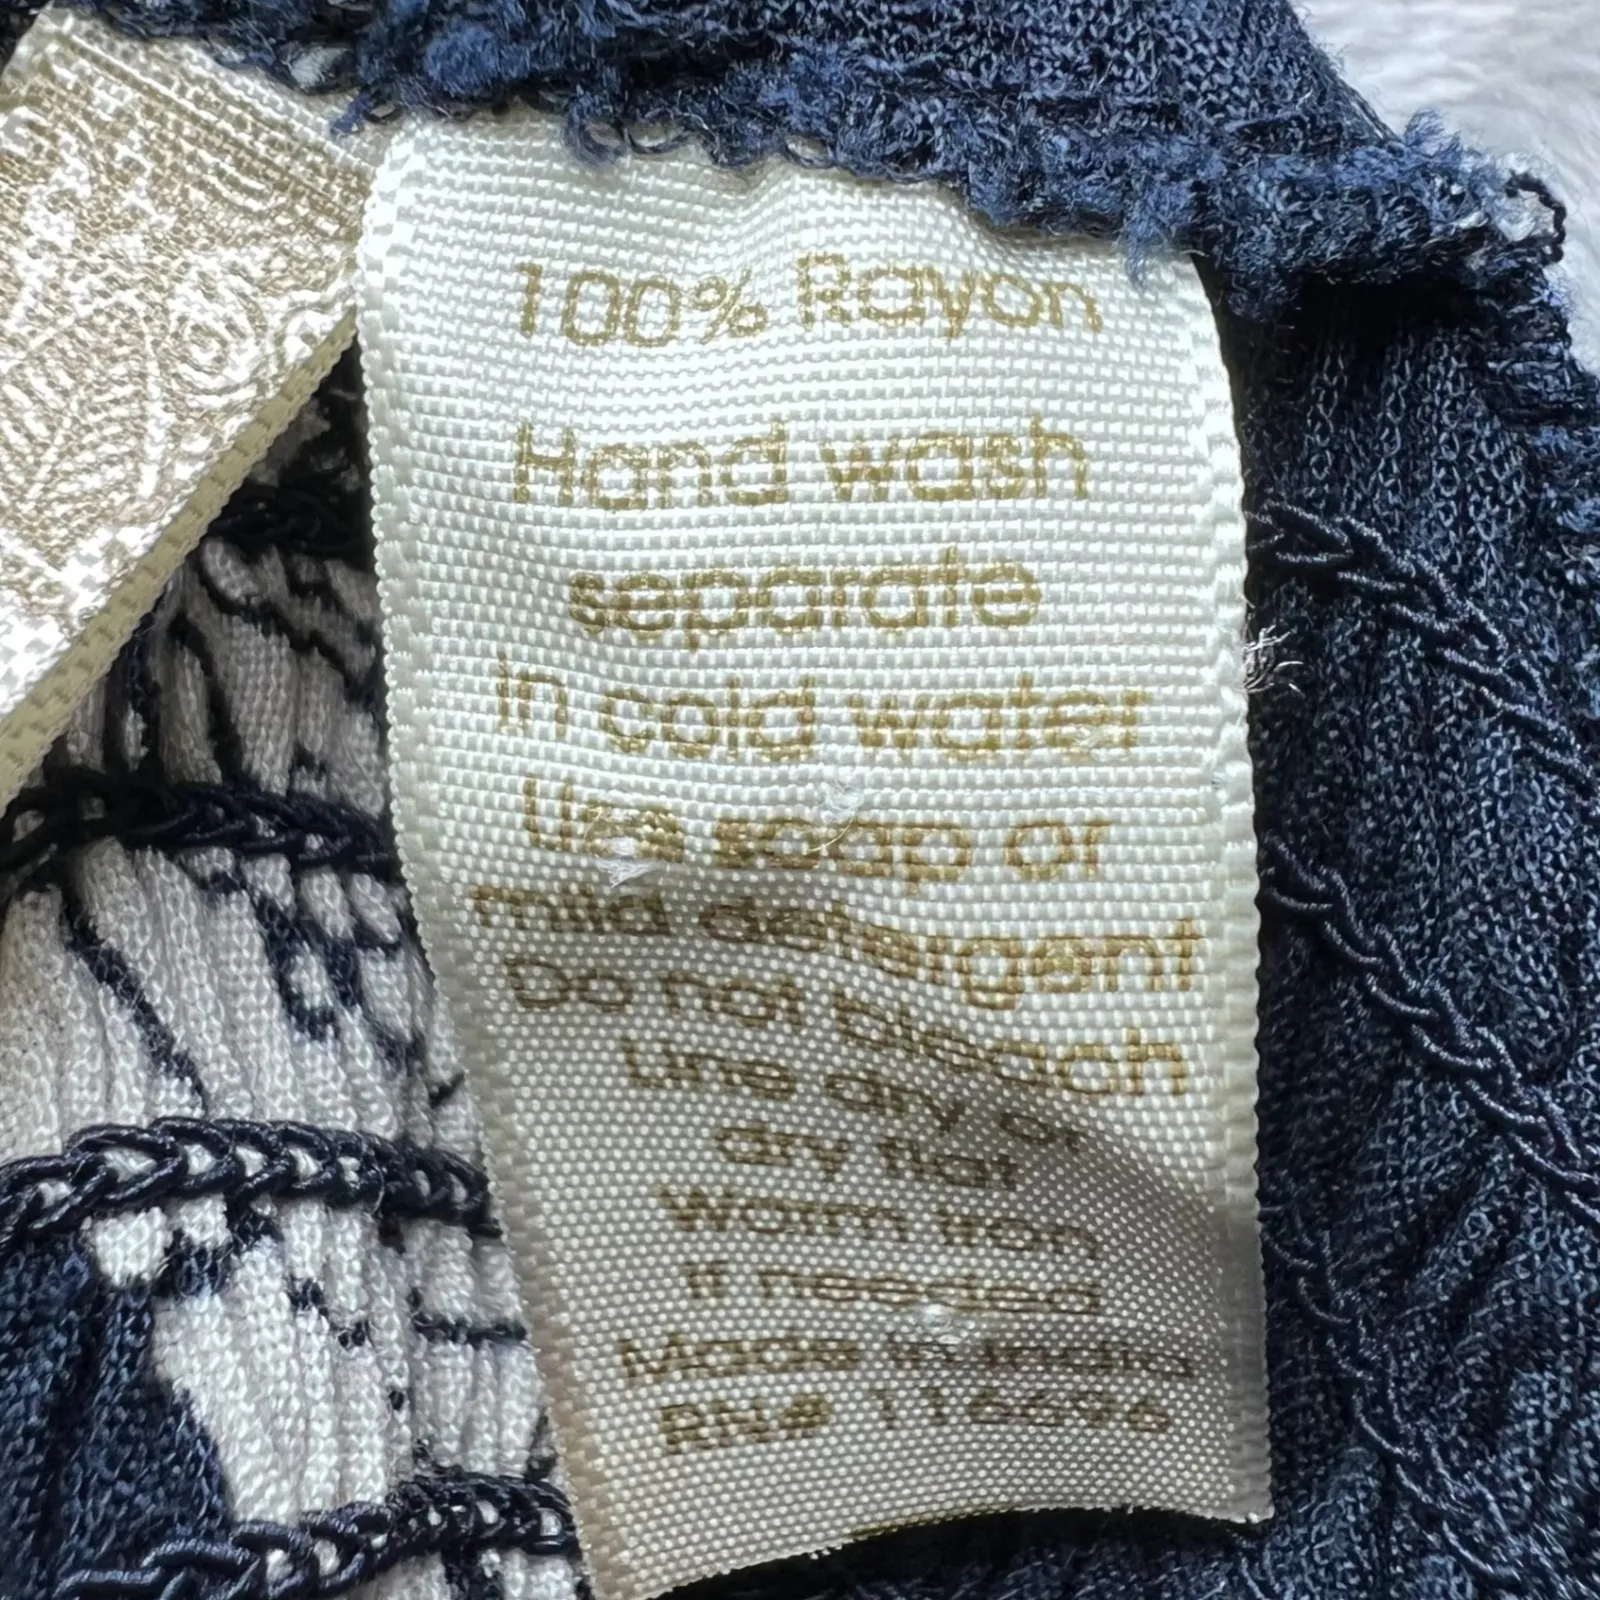 100% Rayon
Hand wash
separate
in cold water
Use soap or
mild detergent
Do not bleach
Line dry or
dry flat
Warm iron
if needed
Made in
RN#